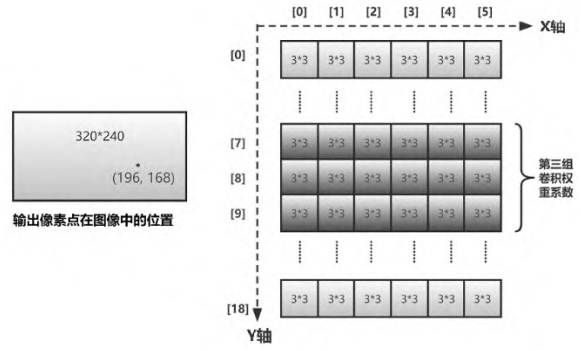 [0] [1] [2] [3] [4] [5]
X轴
[0] 3*3 3*3 3*3 3*3 3*3 3*3
320*240
(196, 168)
输出像素点在图像中的位置
[7] 3*3 3*3 3*3 3*3 3*3 3*3
[8] 3*3 3*3 3*3 3*3 3*3 3*3
[9] 3*3 3*3 3*3 3*3 3*3 3*3
第三组
卷积权
重系数
[18] 3*3 3*3 3*3 3*3 3*3 3*3
Y轴